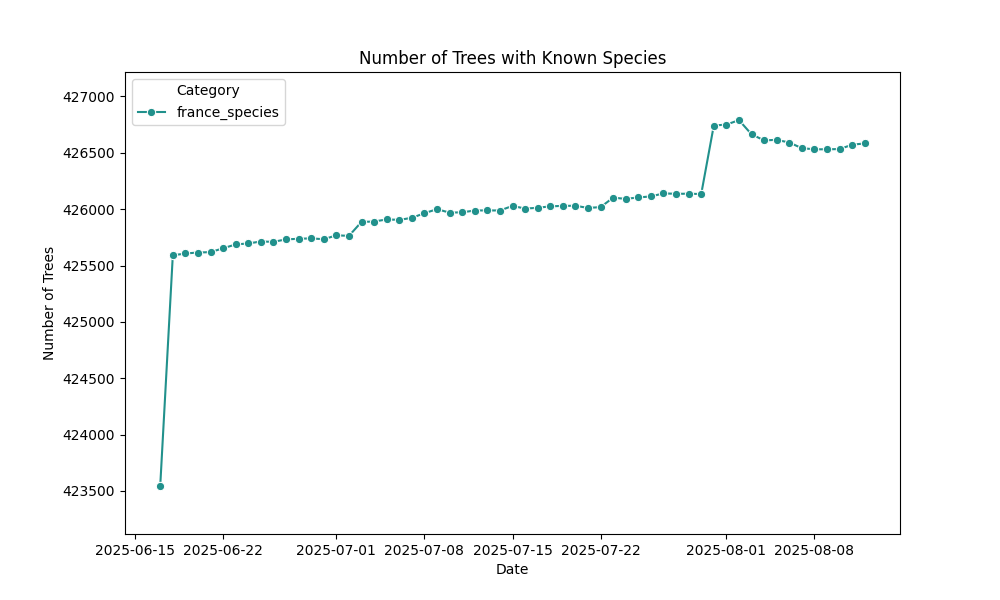 Number of Trees with Known Species
Category
france_species
427000
426500
426000
425500
425000
424500
424000
423500
Number of Trees
2025-06-15 2025-06-22 2025-07-01 2025-07-08 2025-07-15 2025-07-22 2025-08-01 2025-08-08
Date